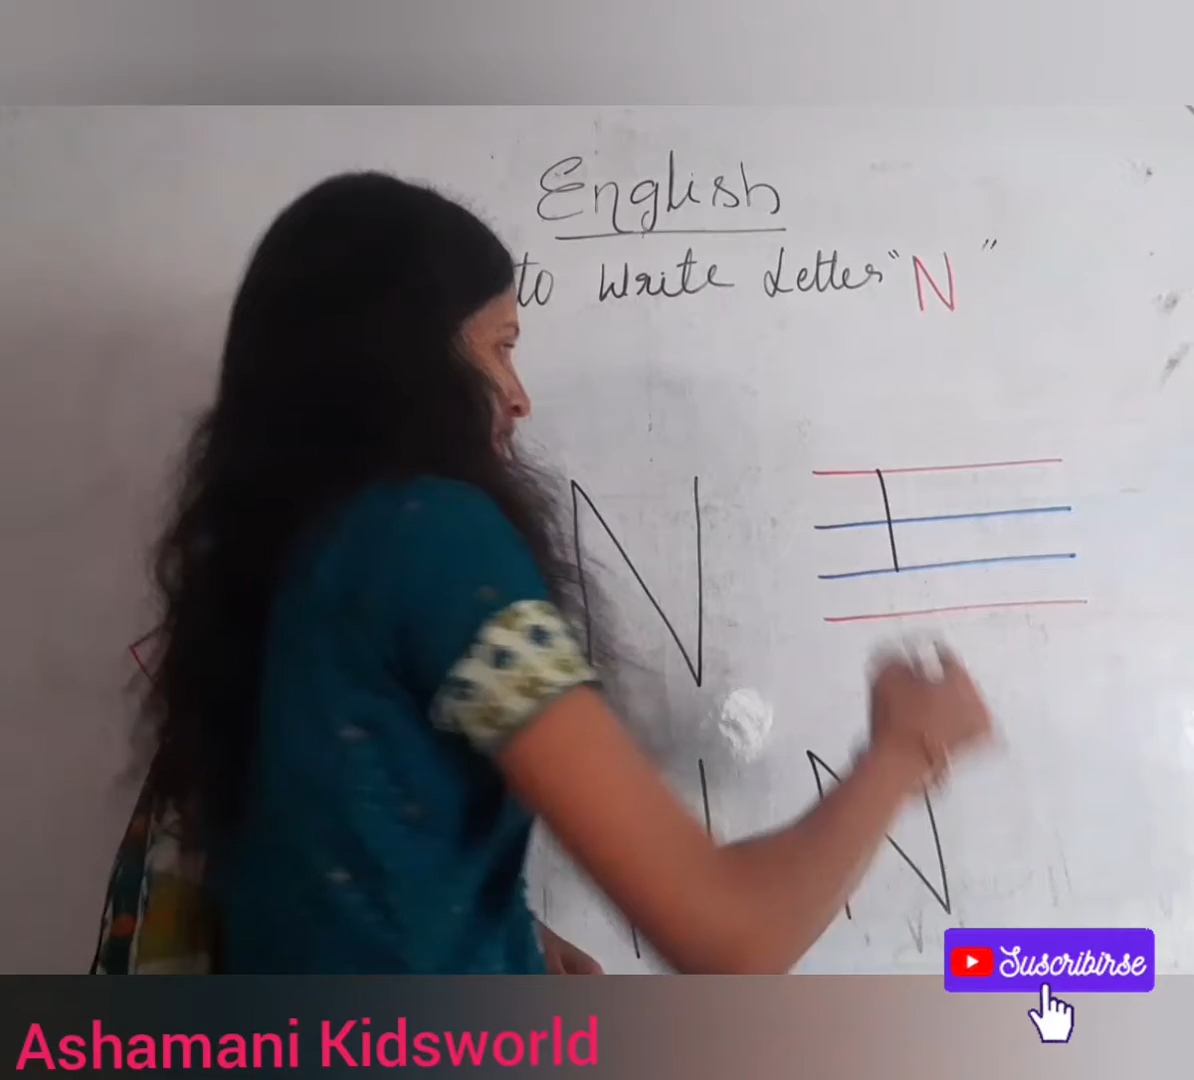 English
to Write Letter "N"
N
N
Suscribirse
Ashamani Kidsworld